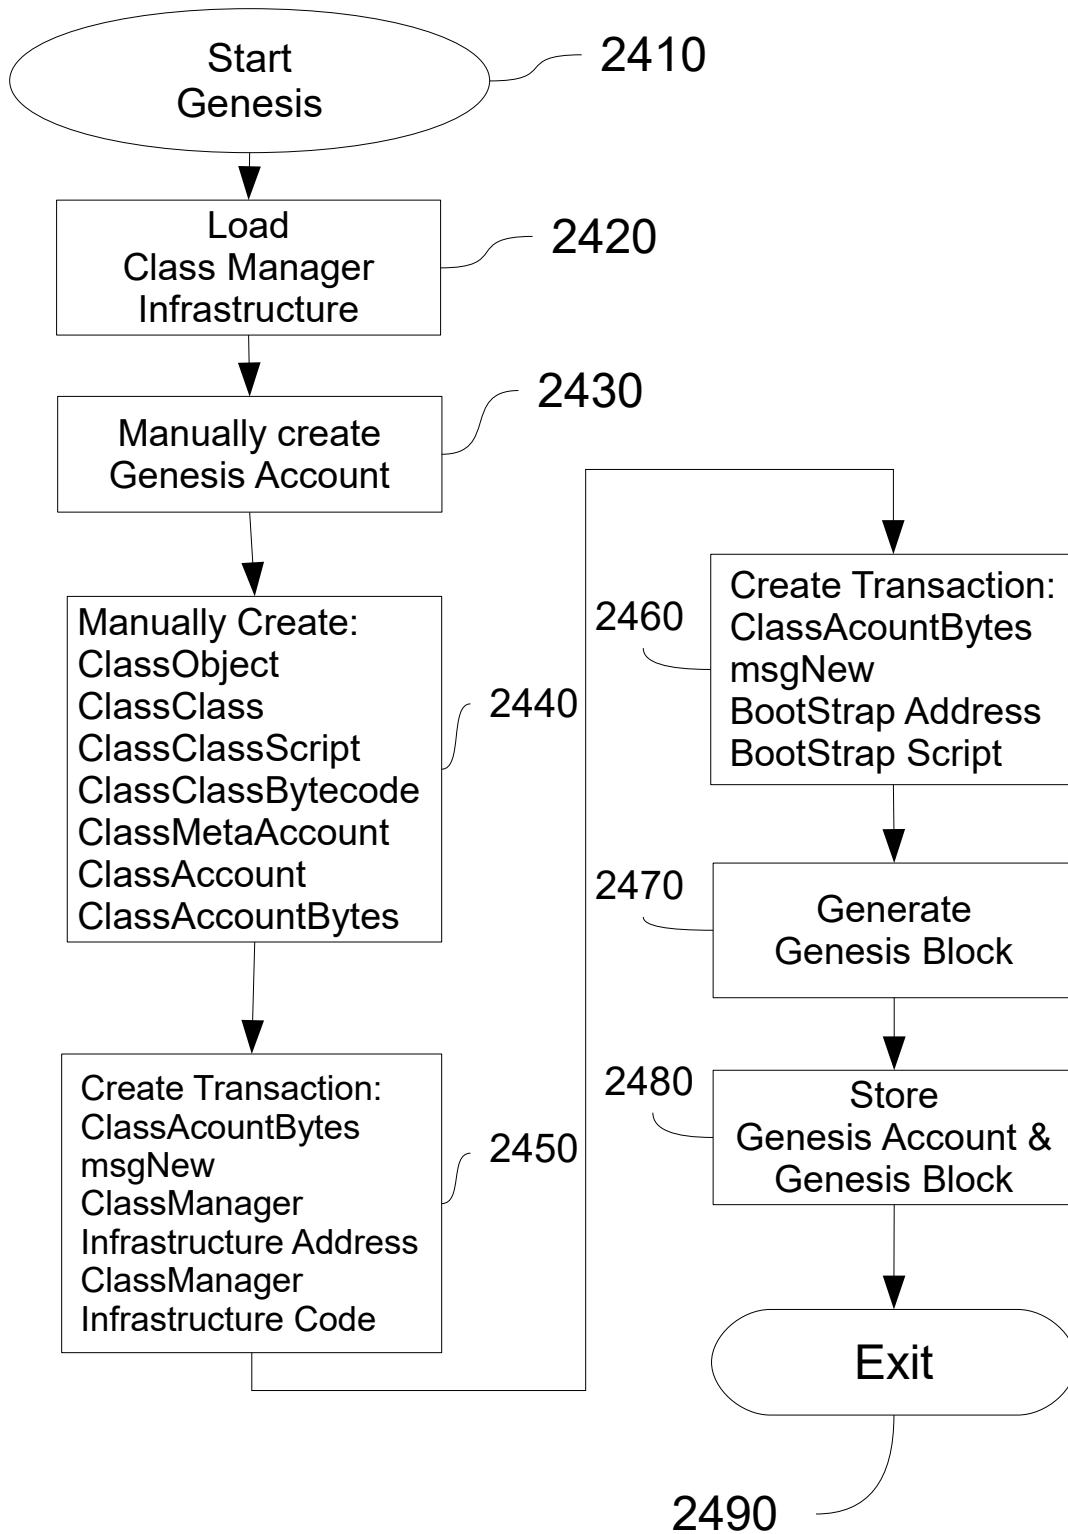 Start
Genesis
2410
Load
Class Manager
Infrastructure
2420
Manually create
Genesis Account
2430
Manually Create:
ClassObject
ClassClass
ClassClassScript
ClassClassBytecode
ClassMetaAccount
ClassAccount
ClassAccountBytes
2440
Create Transaction:
ClassAcountBytes
msgNew
ClassManager
Infrastructure Address
ClassManager
Infrastructure Code
2450
Create Transaction:
ClassAcountBytes
msgNew
BootStrap Address
BootStrap Script
2460
Generate
Genesis Block
2470
Store
Genesis Account &
Genesis Block
2480
Exit
2490